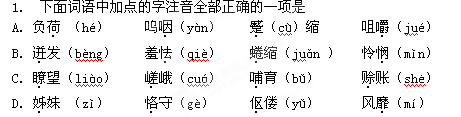 1. 下面词语中加点的字注音全部正确的一项是
A. 负荷（hé） 呜咽（yàn） 蹙（cù）缩 咀嚼（jué）
B. 迸发（bèng） 羞怯（qiè） 蜷缩（juǎn ） 怜悯（mìn）
C. 瞭望（liào） 嵯峨（cuó） 哺育（bǔ） 赊账（shē）
D. 姊妹（zì） 恪守（gè） 伛偻（yǔ） 风靡（mí）